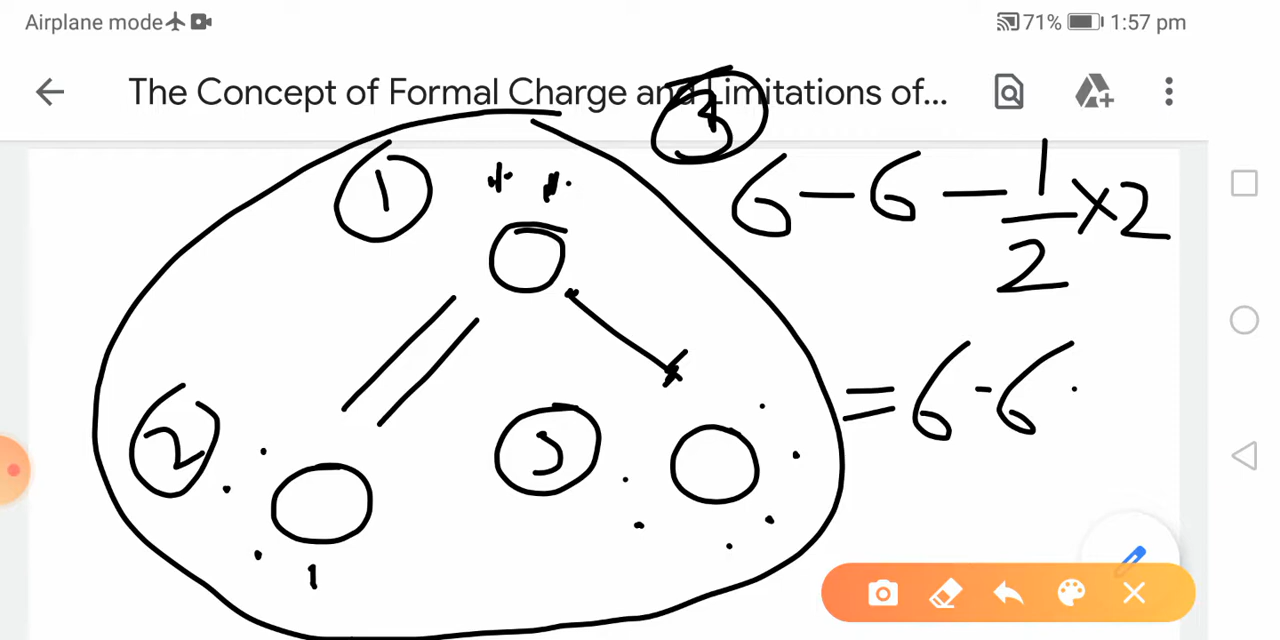 Airplane mode
71% 1:57 pm
The Concept of Formal Charge and Limitations of...
3
6 - 6 - 1/2 × 2
1
= 6 - 6
2
3